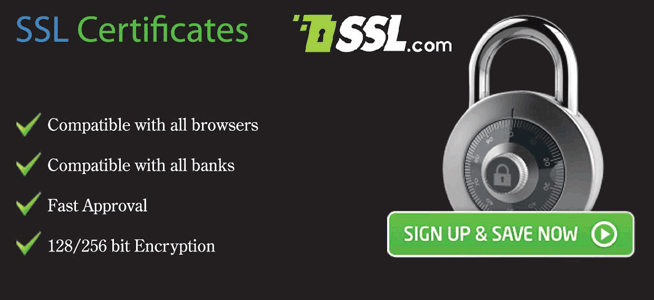 SSL Certificates
SSL.com
Compatible with all browsers
Compatible with all banks
Fast Approval
128/256 bit Encryption
SIGN UP & SAVE NOW